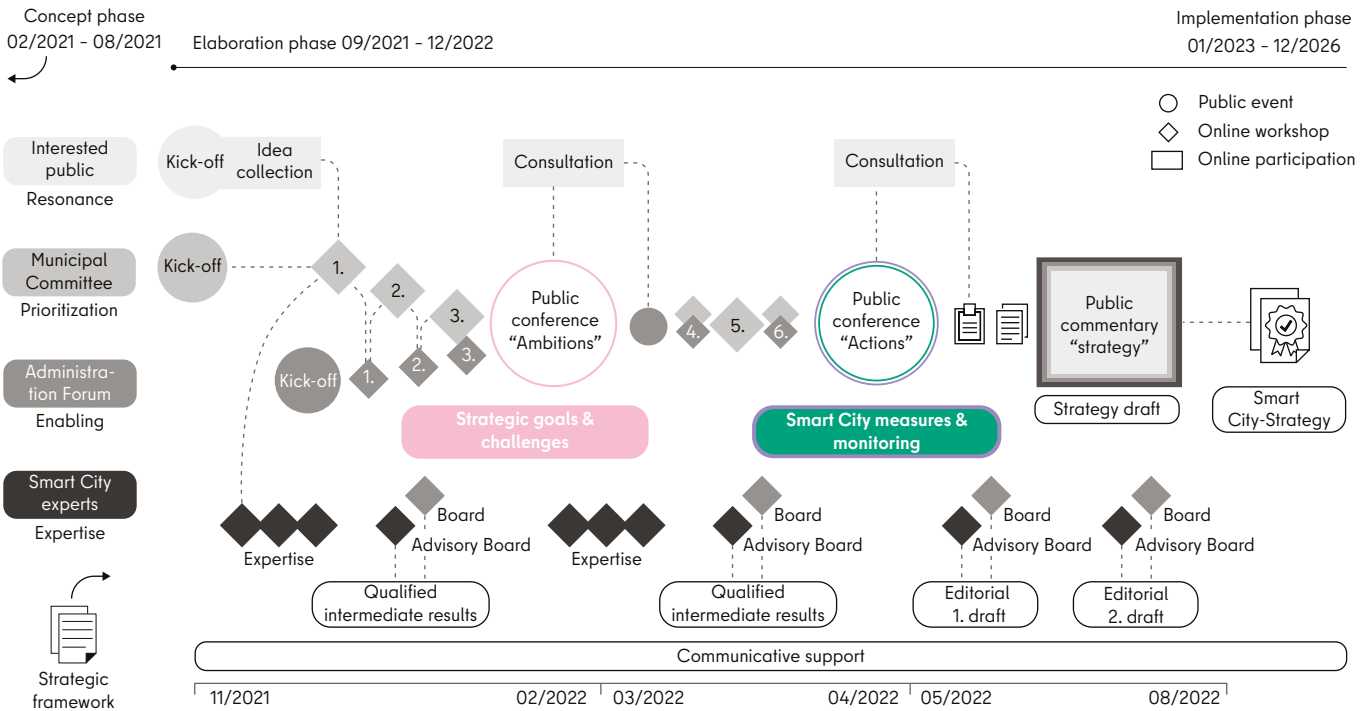 Concept phase
02/2021 - 08/2021
Elaboration phase 09/2021 - 12/2022
Implementation phase
01/2023 - 12/2026
Public event
Online workshop
Online participation
Interested
public
Resonance
Kick-off
Idea
collection
Consultation
Consultation
Municipal
Committee
Prioritization
Kick-off
1.
2.
3.
Public
conference
“Ambitions”
4.
5.
6.
Public
conference
“Actions”
Public
commentary
“strategy”
Administra-
tion Forum
Enabling
Kick-off
1.
2.
3.
Strategic goals &
challenges
Smart City measures &
monitoring
Strategy draft
Smart
City-Strategy
Smart City
experts
Expertise
Expertise
Board
Advisory Board
Expertise
Board
Advisory Board
Board
Advisory Board
Board
Advisory Board
Qualified
intermediate results
Qualified
intermediate results
Editorial
1. draft
Editorial
2. draft
Strategic
framework
Communicative support
11/2021
02/2022
03/2022
04/2022
05/2022
08/2022